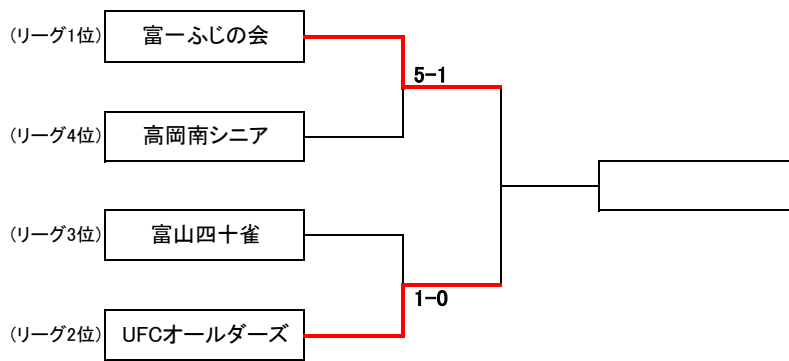 (リーグ1位) 富一ふじの会
5-1
(リーグ4位) 高岡南シニア
(リーグ3位) 富山四十雀
1-0
(リーグ2位) UFCオールダーズ